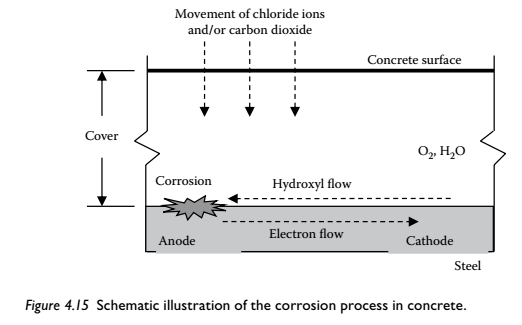 Movement of chloride ions
and/or carbon dioxide
Concrete surface
Cover
O₂, H₂O
Corrosion
Hydroxyl flow
Electron flow
Anode
Cathode
Steel
Figure 4.15 Schematic illustration of the corrosion process in concrete.